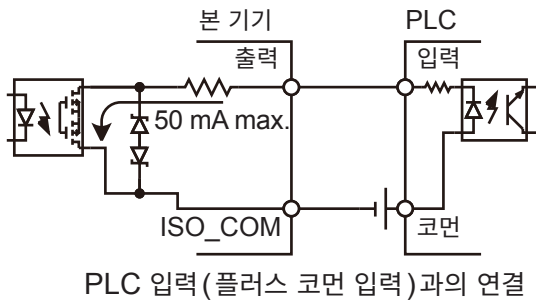 본 기기
PLC
출력
입력
50 mA max.
ISO_COM
코먼
PLC 입력(플러스 코먼 입력)과의 연결